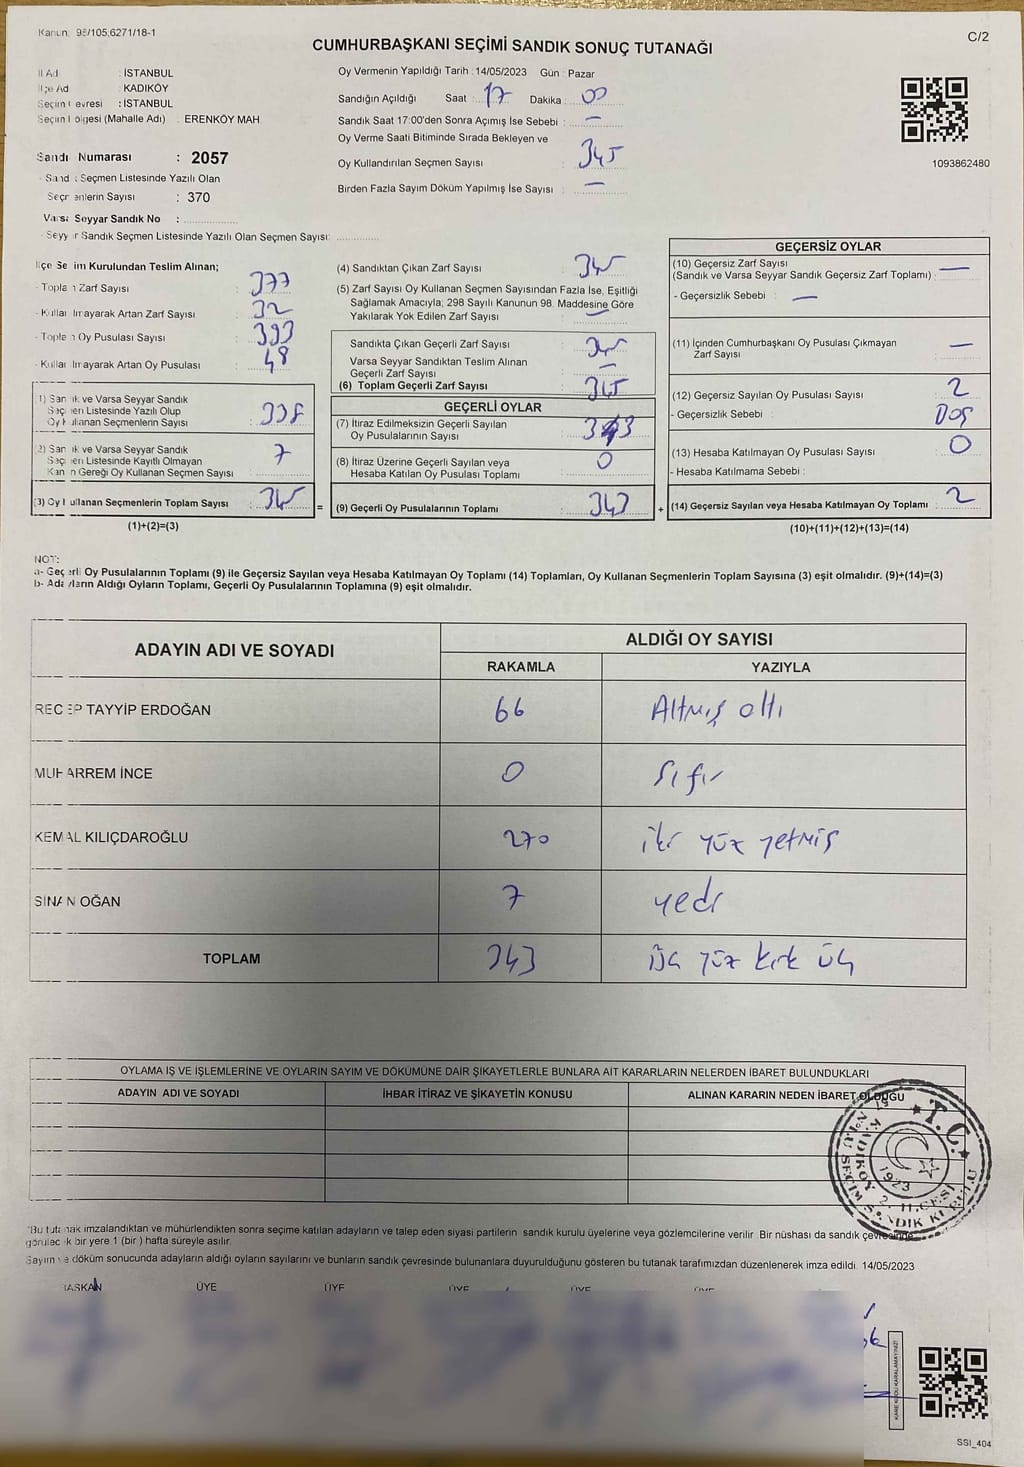 Kanun: 98/105;6271/18-1
C/2
CUMHURBAŞKANI SEÇİMİ SANDIK SONUÇ TUTANAĞI
İl Adı : İSTANBUL
İlçe Adı : KADIKÖY
Seçim Çevresi : İSTANBUL
Seçim Bölgesi (Mahalle Adı) : ERENKÖY MAH.
Sandık Numarası : 2057
- Sandık Seçmen Listesinde Yazılı Olan
Seçmenlerin Sayısı : 370
Varsa Seyyar Sandık No :
- Seyyar Sandık Seçmen Listesinde Yazılı Olan Seçmen Sayısı:
Oy Vermenin Yapıldığı Tarih : 14/05/2023 Gün : Pazar
Sandığın Açıldığı Saat : 17 Dakika : 00
Sandık Saat 17:00'den Sonra Açımış İse Sebebi : —
Oy Verme Saati Bitiminde Sırada Bekleyen ve
Oy Kullandırılan Seçmen Sayısı : 345
Birden Fazla Sayım Döküm Yapılmış İse Sayısı : —
1093862480
İlçe Seçim Kurulundan Teslim Alınan;
- Toplam Zarf Sayısı : 377
- Kullanılmayarak Artan Zarf Sayısı : 32
- Toplam Oy Pusulası Sayısı : 393
- Kullanılmayarak Artan Oy Pusulası : 48
(1) Sandık ve Varsa Seyyar Sandık
Seçmen Listesinde Yazılı Olup
Oy Kullanan Seçmenlerin Sayısı : 338
(2) Sandık ve Varsa Seyyar Sandık
Seçmen Listesinde Kayıtlı Olmayan
Kanun Gereği Oy Kullanan Seçmen Sayısı : 7
(3) Oy Kullanan Seçmenlerin Toplam Sayısı : 345
(1)+(2)=(3)
(4) Sandıktan Çıkan Zarf Sayısı : 345
(5) Zarf Sayısı Oy Kullanan Seçmen Sayısından Fazla İse, Eşitliği
Sağlamak Amacıyla; 298 Sayılı Kanunun 98. Maddesine Göre
Yakılarak Yok Edilen Zarf Sayısı : —
Sandıkta Çıkan Geçerli Zarf Sayısı : 345
Varsa Seyyar Sandıktan Teslim Alınan
Geçerli Zarf Sayısı : —
(6) Toplam Geçerli Zarf Sayısı : 345
GEÇERLİ OYLAR
(7) İtiraz Edilmeksizin Geçerli Sayılan
Oy Pusulalarının Sayısı : 343
(8) İtiraz Üzerine Geçerli Sayılan veya
Hesaba Katılan Oy Pusulası Toplamı : 0
= (9) Geçerli Oy Pusulalarının Toplamı : 343
GEÇERSİZ OYLAR
(10) Geçersiz Zarf Sayısı
(Sandık ve Varsa Seyyar Sandık Geçersiz Zarf Toplamı) : —
- Geçersizlik Sebebi : —
(11) İçinden Cumhurbaşkanı Oy Pusulası Çıkmayan
Zarf Sayısı : —
(12) Geçersiz Sayılan Oy Pusulası Sayısı : 2
- Geçersizlik Sebebi : BOŞ
(13) Hesaba Katılmayan Oy Pusulası Sayısı : 0
- Hesaba Katılmama Sebebi :
+ (14) Geçersiz Sayılan veya Hesaba Katılmayan Oy Toplamı : 2
(10)+(11)+(12)+(13)=(14)
NOT:
a- Geçerli Oy Pusulalarının Toplamı (9) ile Geçersiz Sayılan veya Hesaba Katılmayan Oy Toplamı (14) Toplamları, Oy Kullanan Seçmenlerin Toplam Sayısına (3) eşit olmalıdır. (9)+(14)=(3)
b- Adayların Aldığı Oyların Toplamı, Geçerli Oy Pusulalarının Toplamına (9) eşit olmalıdır.
ADAYIN ADI VE SOYADI ALDIĞI OY SAYISI
RAKAMLA YAZIYLA
RECEP TAYYİP ERDOĞAN 66 Altmış altı
MUHARREM İNCE 0 Sıfır
KEMAL KILIÇDAROĞLU 270 iki yüz yetmiş
SİNAN OĞAN 7 yedi
TOPLAM 343 üç yüz kırk üç
OYLAMA İŞ VE İŞLEMLERİNE VE OYLARIN SAYIM VE DÖKÜMÜNE DAİR ŞİKAYETLERLE BUNLARA AİT KARARLARIN NELERDEN İBARET BULUNDUKLARI
ADAYIN ADI VE SOYADI İHBAR İTİRAZ VE ŞİKAYETİN KONUSU ALINAN KARARIN NEDEN İBARET OLDUĞU
T.C.
KADIKÖY 2. İLÇESİ
1923
NO.LU SEÇİM SANDIK KURULU
"Bu tutanak imzalandıktan ve mühürlendikten sonra seçime katılan adayların ve talep eden siyasi partilerin sandık kurulu üyelerine veya gözlemcilerine verilir. Bir nüshası da sandık çevresinde
görülecek bir yere 1 (bir) hafta süreyle asılır.
Sayım ve döküm sonucunda adayların aldığı oyların sayılarını ve bunların sandık çevresinde bulunanlara duyurulduğunu gösteren bu tutanak tarafımızdan düzenlenerek imza edildi. 14/05/2023
BAŞKAN ÜYE ÜYE ÜYE ÜYE ÜYE
KARE KODU KARALAMAYINIZ!
SSI_404